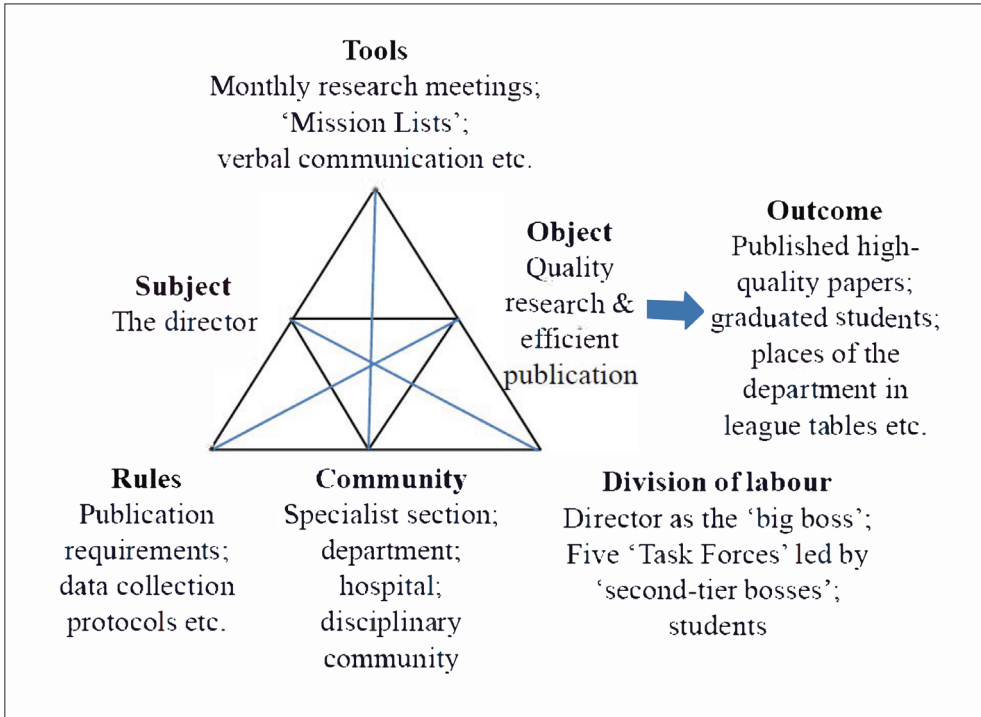 Tools
Monthly research meetings;
‘Mission Lists’;
verbal communication etc.
Subject
The director
Object
Quality
research &
efficient
publication
Outcome
Published high-
quality papers;
graduated students;
places of the
department in
league tables etc.
Rules
Publication
requirements;
data collection
protocols etc.
Community
Specialist section;
department;
hospital;
disciplinary
community
Division of labour
Director as the ‘big boss’;
Five ‘Task Forces’ led by
‘second-tier bosses’;
students